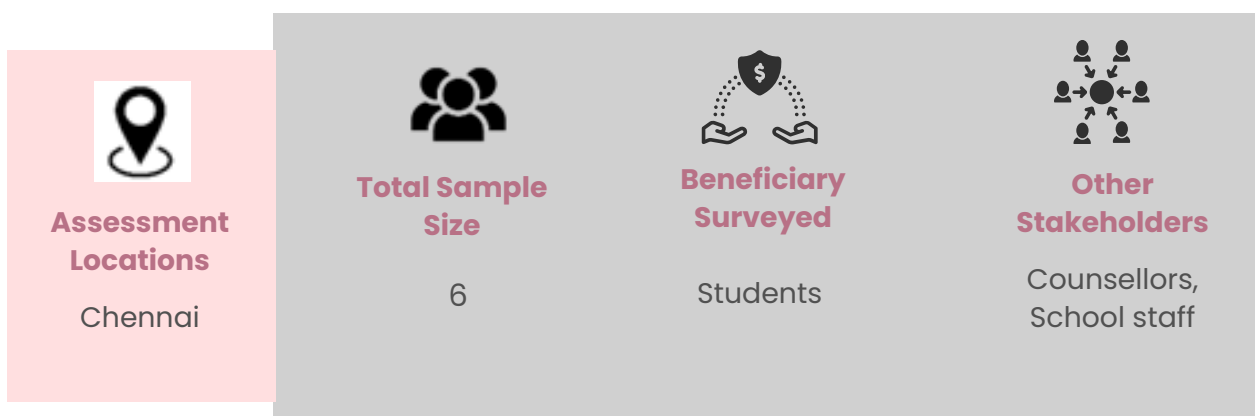 Assessment
Locations
Chennai
Total Sample
Size
6
Beneficiary
Surveyed
Students
Other
Stakeholders
Counsellors,
School staff